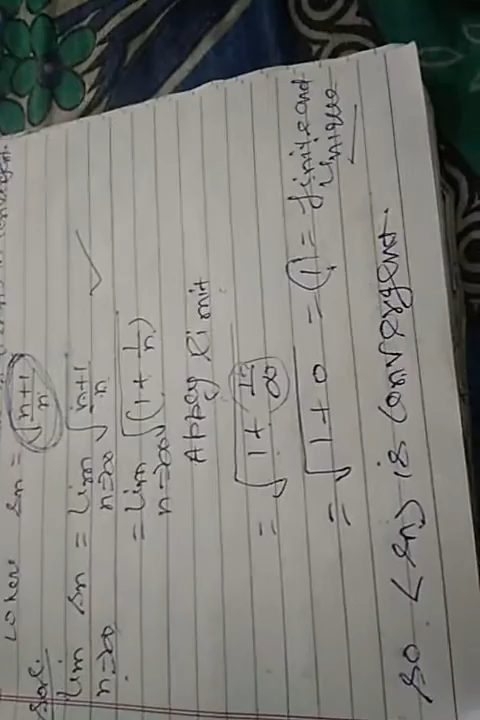 where Sn = √(n+1/n)
Sol.
lim n→∞ Sn = lim n→∞ √(n+1/n) ✓
= lim n→∞ √(1 + 1/n)
Apply limit
= √(1 + 1/∞)
= √(1 + 0) = (1) = finite and
unique
so <Sn> is convergent.